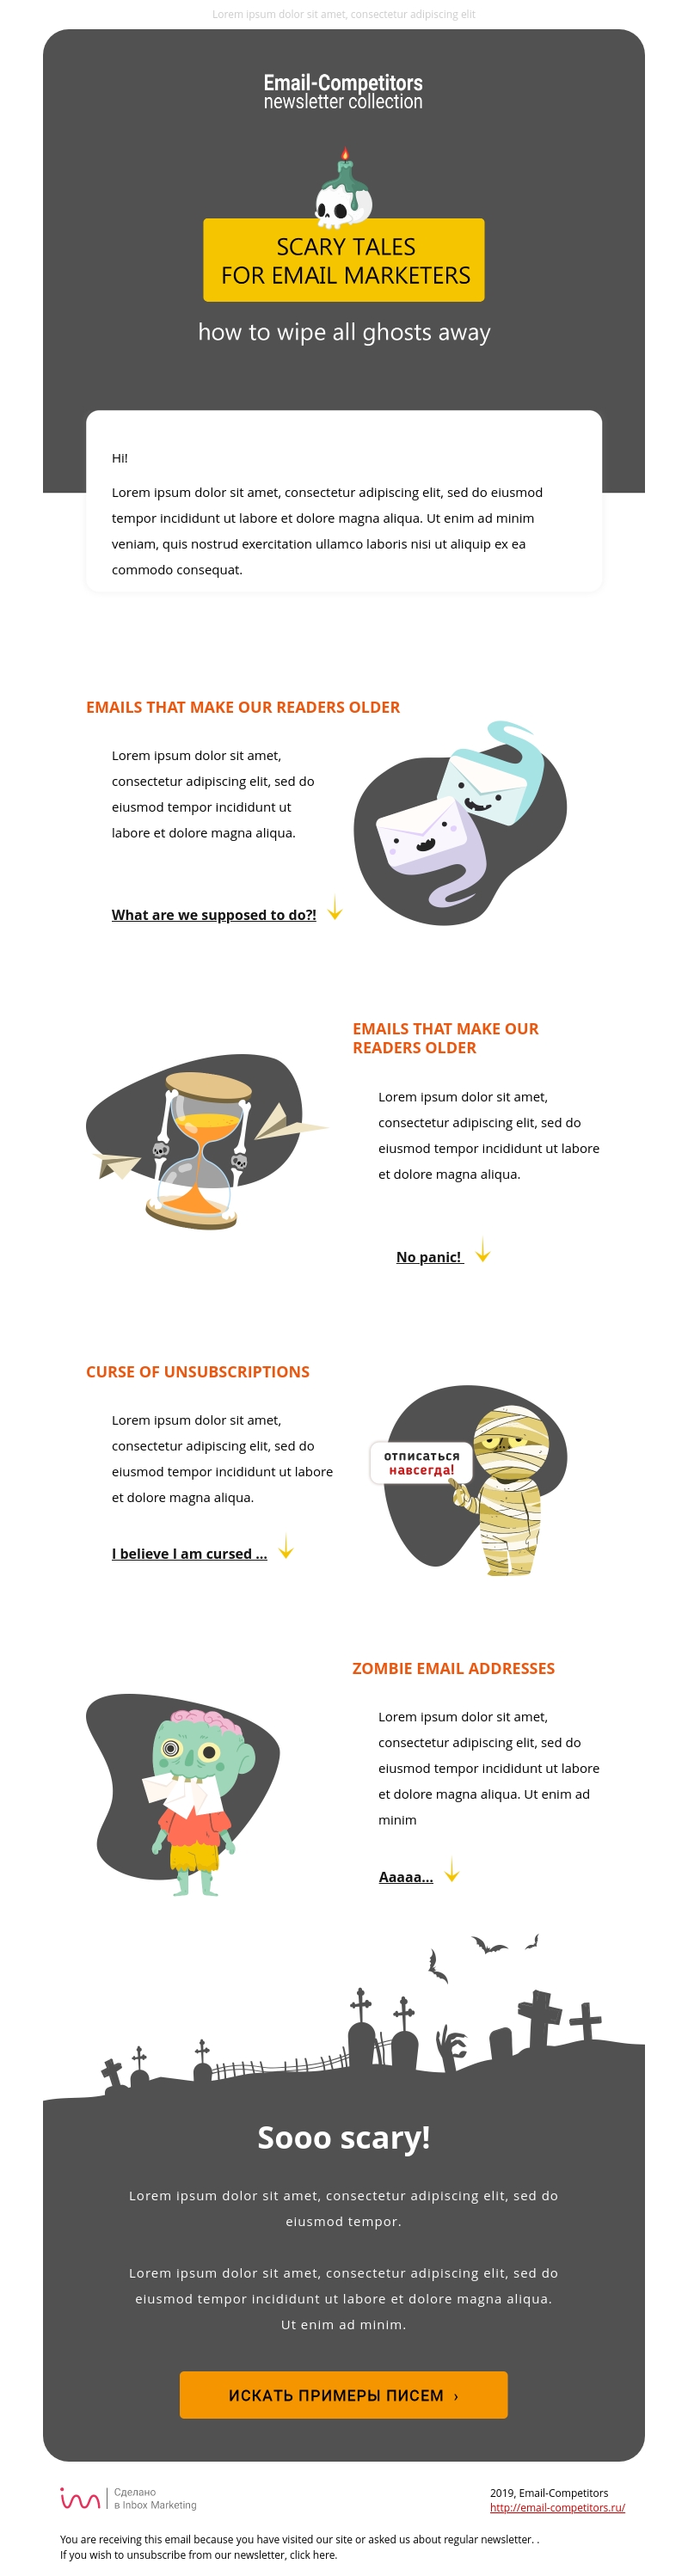 Lorem ipsum dolor sit amet, consectetur adipiscing elit
Email-Competitors
newsletter collection
SCARY TALES
FOR EMAIL MARKETERS
how to wipe all ghosts away
Hi!
Lorem ipsum dolor sit amet, consectetur adipiscing elit, sed do eiusmod
tempor incididunt ut labore et dolore magna aliqua. Ut enim ad minim
veniam, quis nostrud exercitation ullamco laboris nisi ut aliquip ex ea
commodo consequat.
EMAILS THAT MAKE OUR READERS OLDER
Lorem ipsum dolor sit amet,
consectetur adipiscing elit, sed do
eiusmod tempor incididunt ut
labore et dolore magna aliqua.
What are we supposed to do?!
EMAILS THAT MAKE OUR
READERS OLDER
Lorem ipsum dolor sit amet,
consectetur adipiscing elit, sed do
eiusmod tempor incididunt ut labore
et dolore magna aliqua.
No panic!
CURSE OF UNSUBSCRIPTIONS
Lorem ipsum dolor sit amet,
consectetur adipiscing elit, sed do
eiusmod tempor incididunt ut labore
et dolore magna aliqua.
I believe I am cursed ...
отписаться
навсегда!
ZOMBIE EMAIL ADDRESSES
Lorem ipsum dolor sit amet,
consectetur adipiscing elit, sed do
eiusmod tempor incididunt ut labore
et dolore magna aliqua. Ut enim ad
minim
Aaaaa...
Sooo scary!
Lorem ipsum dolor sit amet, consectetur adipiscing elit, sed do
eiusmod tempor.
Lorem ipsum dolor sit amet, consectetur adipiscing elit, sed do
eiusmod tempor incididunt ut labore et dolore magna aliqua.
Ut enim ad minim.
ИСКАТЬ ПРИМЕРЫ ПИСЕМ ›
Сделано
в Inbox Marketing
2019, Email-Competitors
http://email-competitors.ru/
You are receiving this email because you have visited our site or asked us about regular newsletter. .
If you wish to unsubscribe from our newsletter, click here.